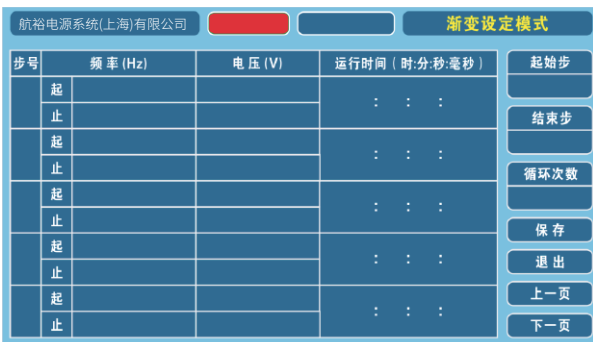 航裕电源系统(上海)有限公司 渐变设定模式
步号 频率(Hz) 电压(V) 运行时间(时:分:秒:毫秒) 起始步
起
: : :
止
结束步
起
: : :
止
循环次数
起
: : :
止
保存
起
: : :
止
退出
起
: : :
止
上一页
下一页